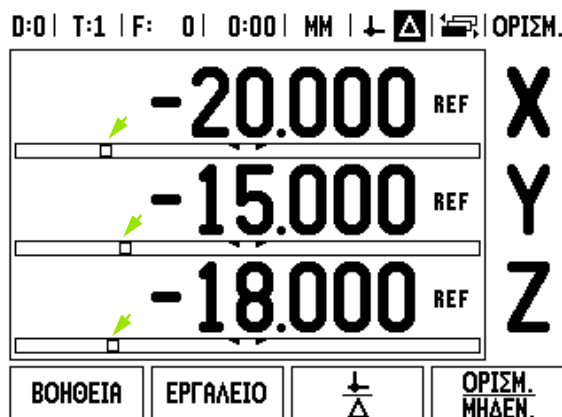 D:0 | T:1 | F: 0 | 0:00 | MM | Δ | ΟΡΙΣΜ.
-20.000 REF X
-15.000 REF Y
-18.000 REF Z
ΒΟΗΘΕΙΑ ΕΡΓΑΛΕΙΟ Δ ΟΡΙΣΜ.
ΜΗΔΕΝ.